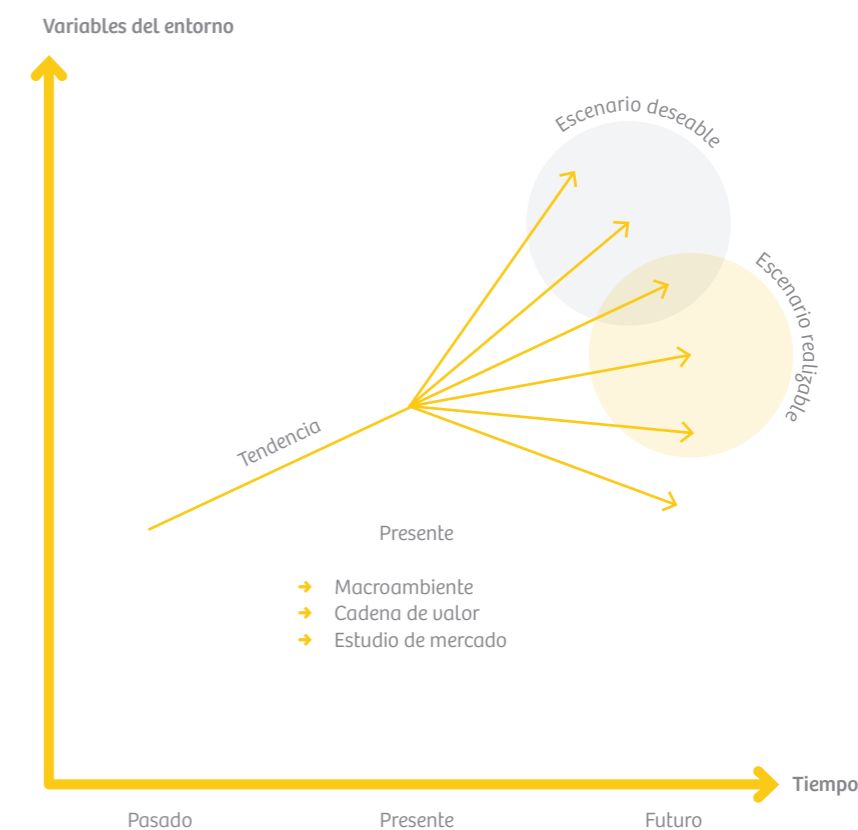 Variables del entorno
Escenario deseable
Escenario realizable
Tendencia
Presente
Macroambiente
Cadena de valor
Estudio de mercado
Tiempo
Pasado
Presente
Futuro